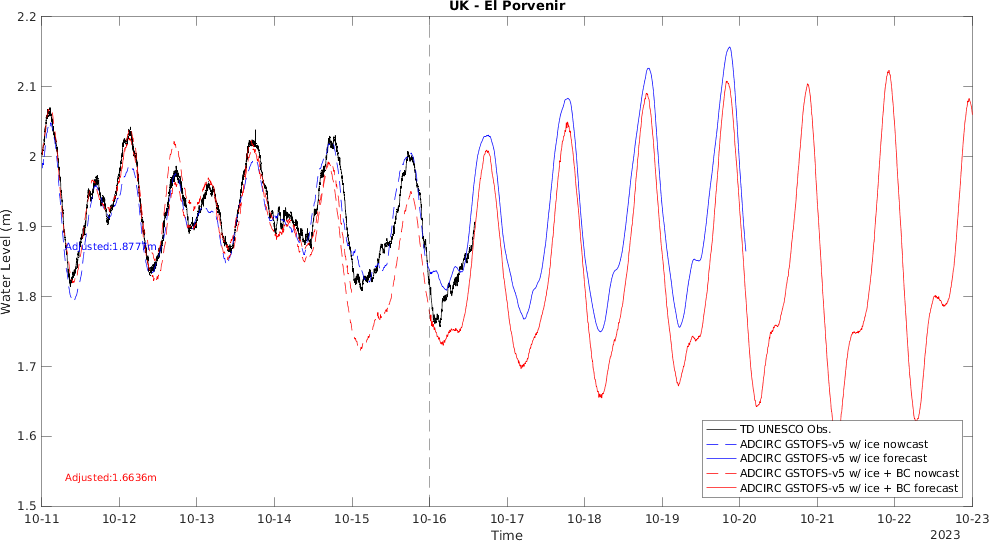 UK - El Porvenir
2.2
2.1
2
1.9
1.8
1.7
1.6
1.5
Water Level (m)
Adjusted:1.8771m
Adjusted:1.6636m
TD UNESCO Obs.
ADCIRC GSTOFS-v5 w/ ice nowcast
ADCIRC GSTOFS-v5 w/ ice forecast
ADCIRC GSTOFS-v5 w/ ice + BC nowcast
ADCIRC GSTOFS-v5 w/ ice + BC forecast
10-11 10-12 10-13 10-14 10-15 10-16 10-17 10-18 10-19 10-20 10-21 10-22 10-23
Time
2023